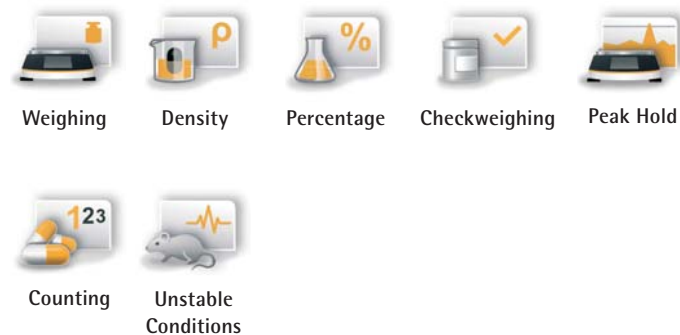 ρ
%
Weighing
Density
Percentage
Checkweighing
Peak Hold
123
Counting
Unstable
Conditions